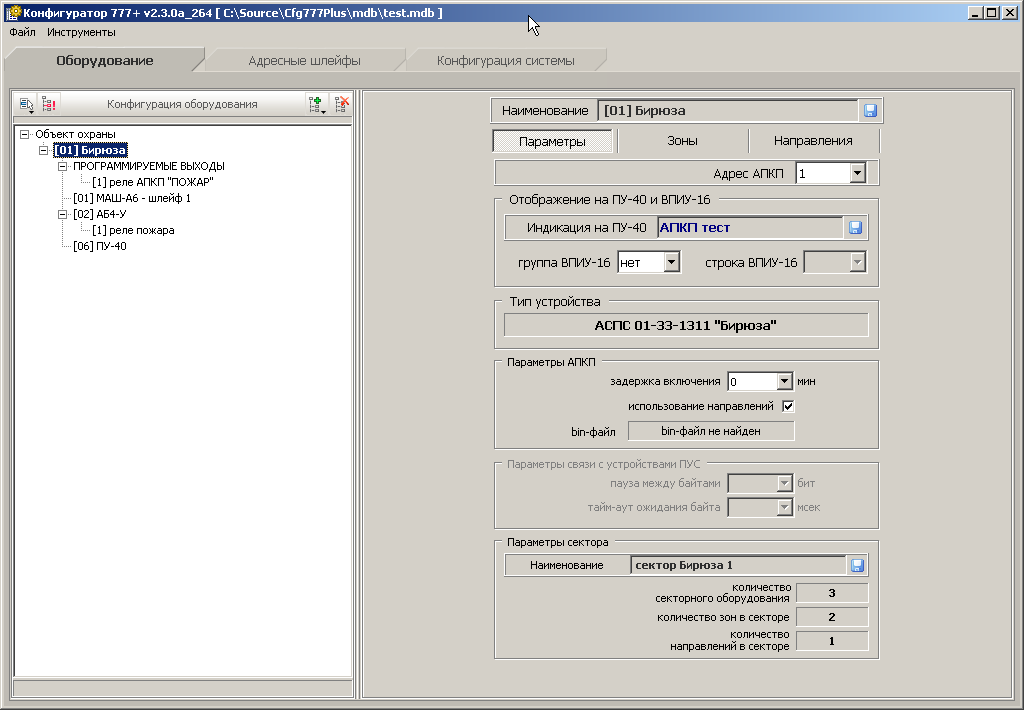 Конфигуратор 777+ v2.3.0a_264 [ C:\Source\Cfg777Plus\mdb\test.mdb ]
Файл Инструменты
Оборудование Адресные шлейфы Конфигурация системы
Конфигурация оборудования
Объект охраны
[01] Бирюза
ПРОГРАММИРУЕМЫЕ ВЫХОДЫ
[1] реле АПКП "ПОЖАР"
[01] МАШ-А6 - шлейф 1
[02] АБ4-У
[1] реле пожара
[06] ПУ-40
Наименование [01] Бирюза
Параметры Зоны Направления
Адрес АПКП 1
Отображение на ПУ-40 и ВПИУ-16
Индикация на ПУ-40 АПКП тест
группа ВПИУ-16 нет строка ВПИУ-16
Тип устройства
АСПС 01-33-1311 "Бирюза"
Параметры АПКП
задержка включения 0 мин
использование направлений
bin-файл bin-файл не найден
Параметры связи с устройствами ПУС
пауза между байтами бит
тайм-аут ожидания байта мсек
Параметры сектора
Наименование сектор Бирюза 1
количество
секторного оборудования 3
количество зон в секторе 2
количество
направлений в секторе 1